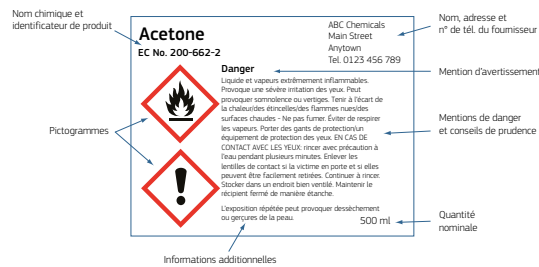 Nom chimique et
identificateur de produit
Acetone
EC No. 200-662-2
ABC Chemicals
Main Street
Anytown
Tel. 0123 456 789
Nom, adresse et
n° de tél. du fournisseur
Danger
Mention d'avertissement
Liquide et vapeurs extrêmement inflammables.
Provoque une sévère irritation des yeux. Peut
provoquer somnolence ou vertiges. Tenir à l'écart de
la chaleur/des étincelles/des flammes nues/des
surfaces chaudes - Ne pas fumer. Éviter de respirer
les vapeurs. Porter des gants de protection/un
équipement de protection des yeux. EN CAS DE
CONTACT AVEC LES YEUX: rincer avec précaution à
l'eau pendant plusieurs minutes. Enlever les
lentilles de contact si la victime en porte et si elles
peuvent être facilement retirées. Continuer à rincer.
Stocker dans un endroit bien ventilé. Maintenir le
récipient fermé de manière étanche.
Pictogrammes
Mentions de danger
et conseils de prudence
L'exposition répétée peut provoquer dessèchement
ou gerçures de la peau.
500 ml
Quantité
nominale
Informations additionnelles